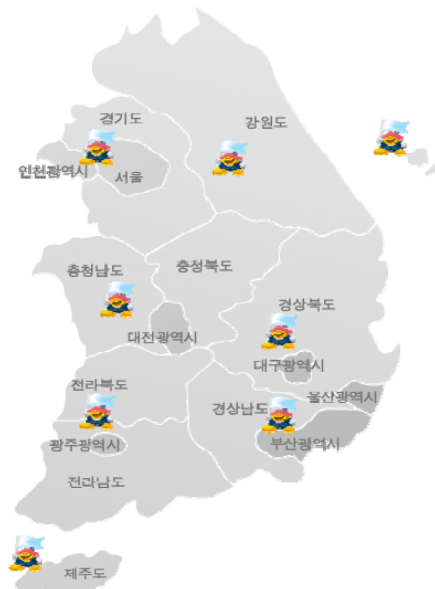 경기도
강원도
인천광역시
서울
충청남도
충청북도
경상북도
대전광역시
대구광역시
전라북도
울산광역시
경상남도
광주광역시
부산광역시
전라남도
제주도